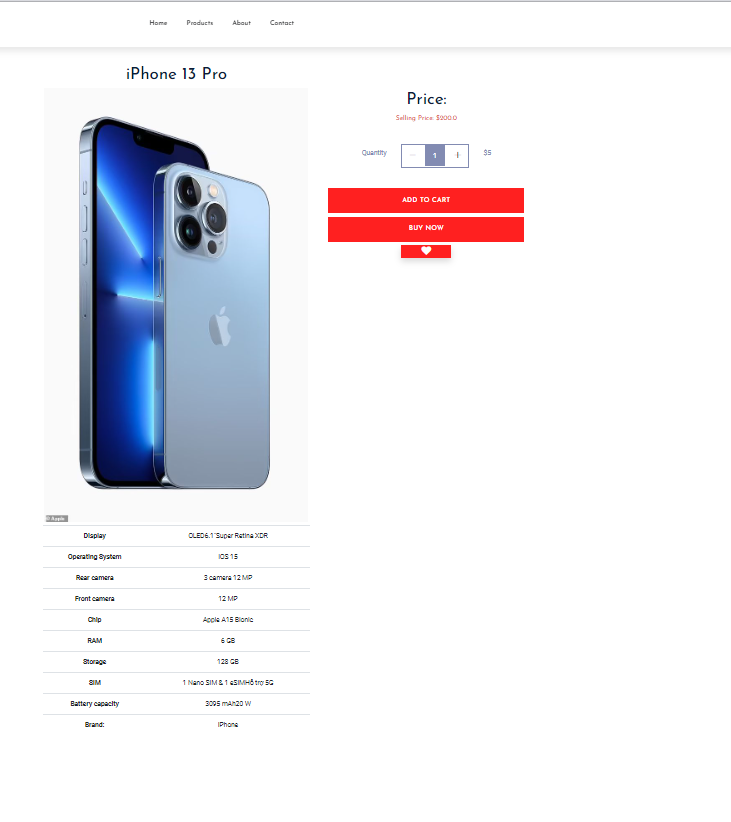 Home Products About Contact
iPhone 13 Pro
Price:
Selling Price: $200.0
Quantity − 1 + 35
ADD TO CART
BUY NOW
© Apple
Display OLED6.1"Super Retina XDR
Operating System iOS 15
Rear camera 3 camera 12 MP
Front camera 12 MP
Chip Apple A15 Bionic
RAM 6 GB
Storage 128 GB
SIM 1 Nano SIM & 1 eSIMHỗ trợ 5G
Battery capacity 3095 mAh20 W
Brand: iPhone